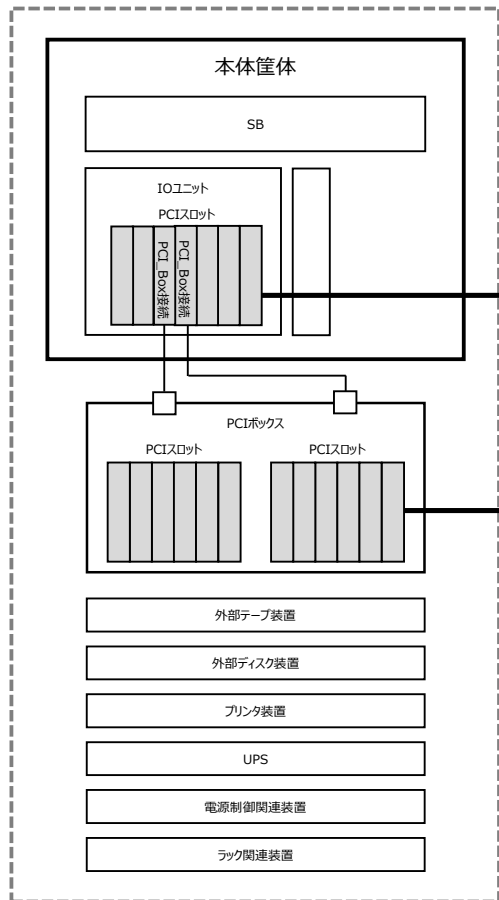 本体筐体
SB
IOユニット
PCIスロット
PCI_Box接続
PCI_Box接続
PCIボックス
PCIスロット
PCIスロット
外部テープ装置
外部ディスク装置
プリンタ装置
UPS
電源制御関連装置
ラック関連装置